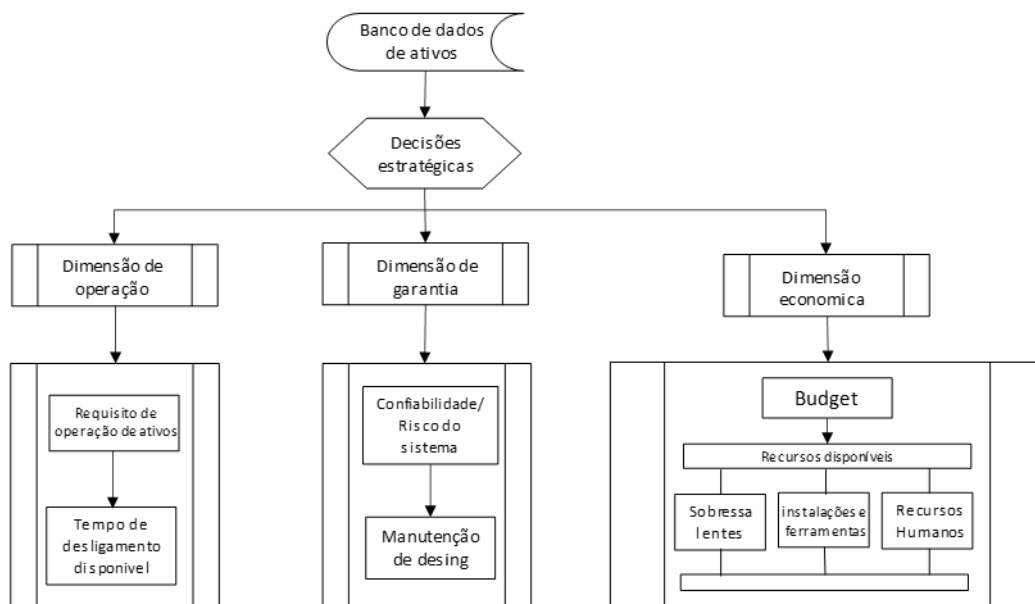 Banco de dados
de ativos
Decisões
estratégicas
Dimensão de
operação
Dimensão de
garantia
Dimensão
economica
Requisito de
operação de ativos
Tempo de
desligamento
disponivel
Confiabilidade/
Risco do
sistema
Manutenção
de desing
Budget
Recursos disponíveis
Sobressa
lentes
instalações e
ferramentas
Recursos
Humanos